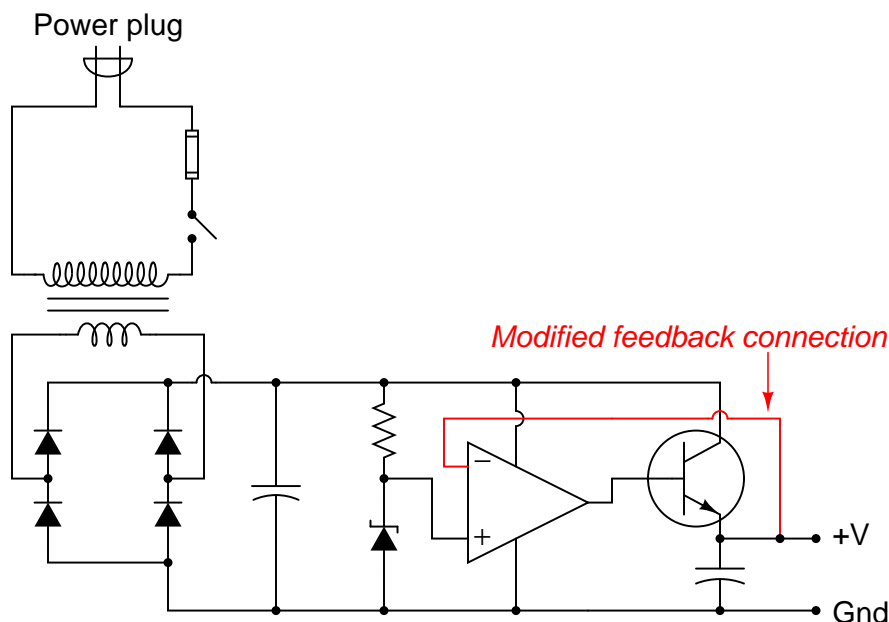 Power plug
Modified feedback connection
−
+
+V
Gnd